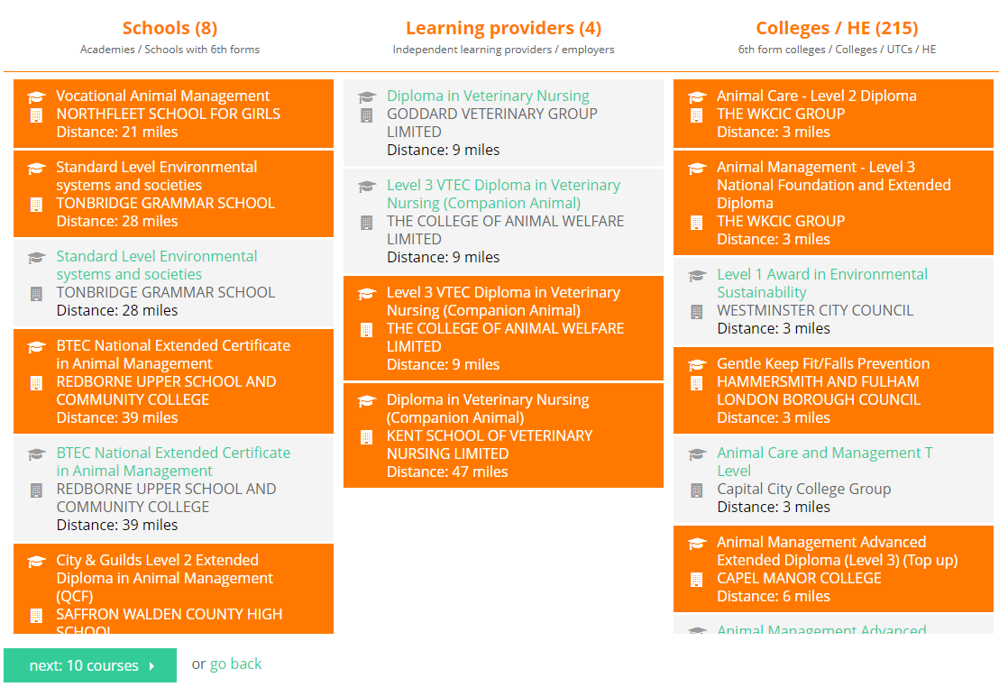 Schools (8)
Academies / Schools with 6th forms
Vocational Animal Management
NORTHFLEET SCHOOL FOR GIRLS
Distance: 21 miles
Standard Level Environmental
systems and societies
TONBRIDGE GRAMMAR SCHOOL
Distance: 28 miles
Standard Level Environmental
systems and societies
TONBRIDGE GRAMMAR SCHOOL
Distance: 28 miles
BTEC National Extended Certificate
in Animal Management
REDBORNE UPPER SCHOOL AND
COMMUNITY COLLEGE
Distance: 39 miles
BTEC National Extended Certificate
in Animal Management
REDBORNE UPPER SCHOOL AND
COMMUNITY COLLEGE
Distance: 39 miles
City & Guilds Level 2 Extended
Diploma in Animal Management
(QCF)
SAFFRON WALDEN COUNTY HIGH
SCHOOL
Learning providers (4)
Independent learning providers / employers
Diploma in Veterinary Nursing
GODDARD VETERINARY GROUP
LIMITED
Distance: 9 miles
Level 3 VTEC Diploma in Veterinary
Nursing (Companion Animal)
THE COLLEGE OF ANIMAL WELFARE
LIMITED
Distance: 9 miles
Level 3 VTEC Diploma in Veterinary
Nursing (Companion Animal)
THE COLLEGE OF ANIMAL WELFARE
LIMITED
Distance: 9 miles
Diploma in Veterinary Nursing
(Companion Animal)
KENT SCHOOL OF VETERINARY
NURSING LIMITED
Distance: 47 miles
Colleges / HE (215)
6th form colleges / Colleges / UTCs / HE
Animal Care - Level 2 Diploma
THE WKCIC GROUP
Distance: 3 miles
Animal Management - Level 3
National Foundation and Extended
Diploma
THE WKCIC GROUP
Distance: 3 miles
Level 1 Award in Environmental
Sustainability
WESTMINSTER CITY COUNCIL
Distance: 3 miles
Gentle Keep Fit/Falls Prevention
HAMMERSMITH AND FULHAM
LONDON BOROUGH COUNCIL
Distance: 3 miles
Animal Care and Management T
Level
Capital City College Group
Distance: 3 miles
Animal Management Advanced
Extended Diploma (Level 3) (Top up)
CAPEL MANOR COLLEGE
Distance: 6 miles
Animal Management Advanced
next: 10 courses
or go back